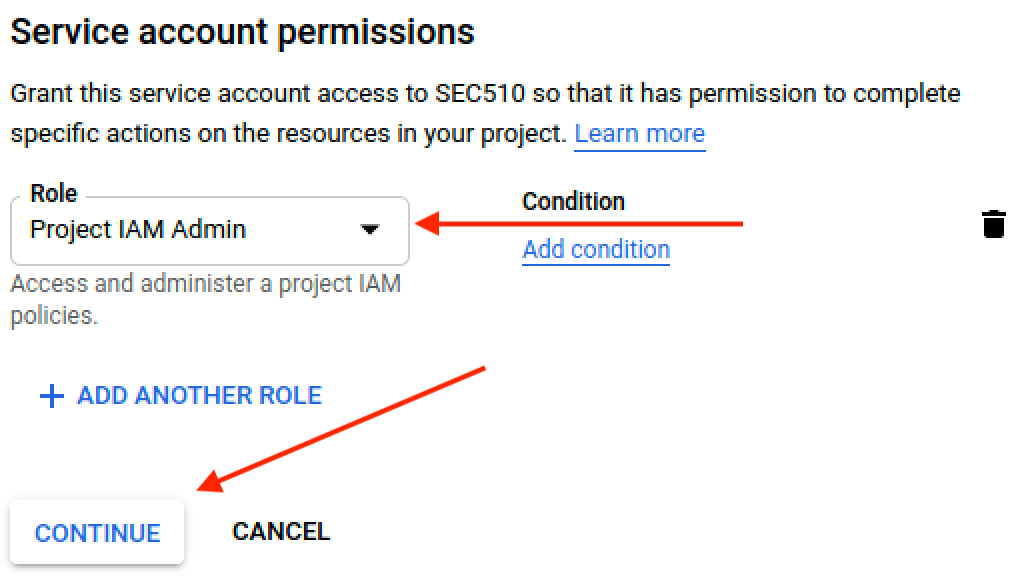 Service account permissions
Grant this service account access to SEC510 so that it has permission to complete
specific actions on the resources in your project. Learn more
Role
Project IAM Admin
Condition
Add condition
Access and administer a project IAM
policies.
ADD ANOTHER ROLE
CONTINUE
CANCEL